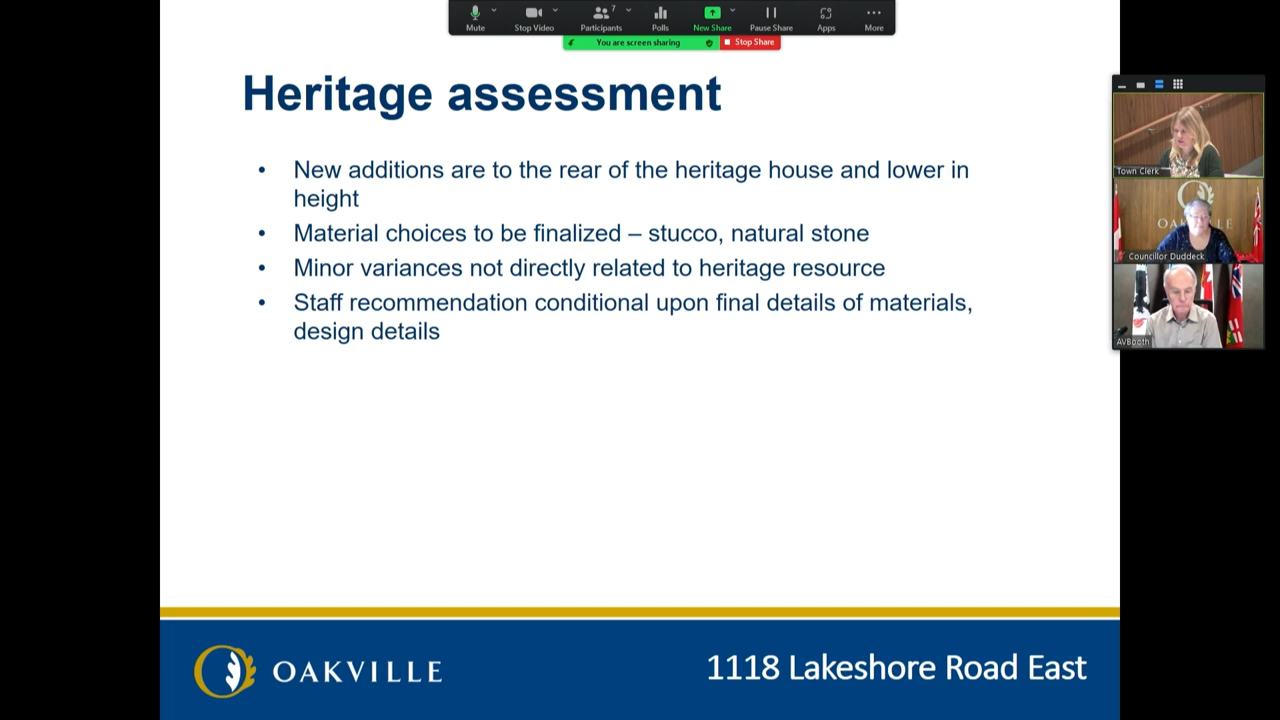 Mute
Stop Video
7
Participants
Polls
New Share
Pause Share
Apps
More
You are screen sharing
Stop Share
Heritage assessment
• New additions are to the rear of the heritage house and lower in
height
• Material choices to be finalized – stucco, natural stone
• Minor variances not directly related to heritage resource
• Staff recommendation conditional upon final details of materials,
design details
Town Clerk
Councillor Duddeck
AVBooth
OAKVILLE
1118 Lakeshore Road East